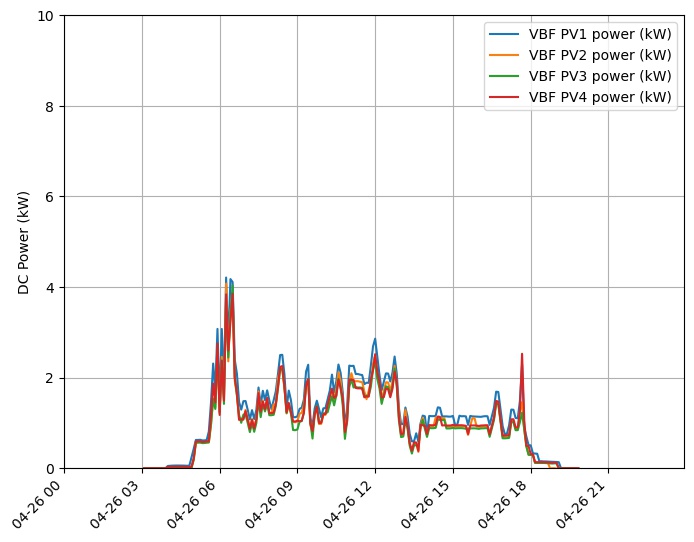 10
8
6
4
2
0
DC Power (kW)
VBF PV1 power (kW)
VBF PV2 power (kW)
VBF PV3 power (kW)
VBF PV4 power (kW)
04-26 00
04-26 03
04-26 06
04-26 09
04-26 12
04-26 15
04-26 18
04-26 21